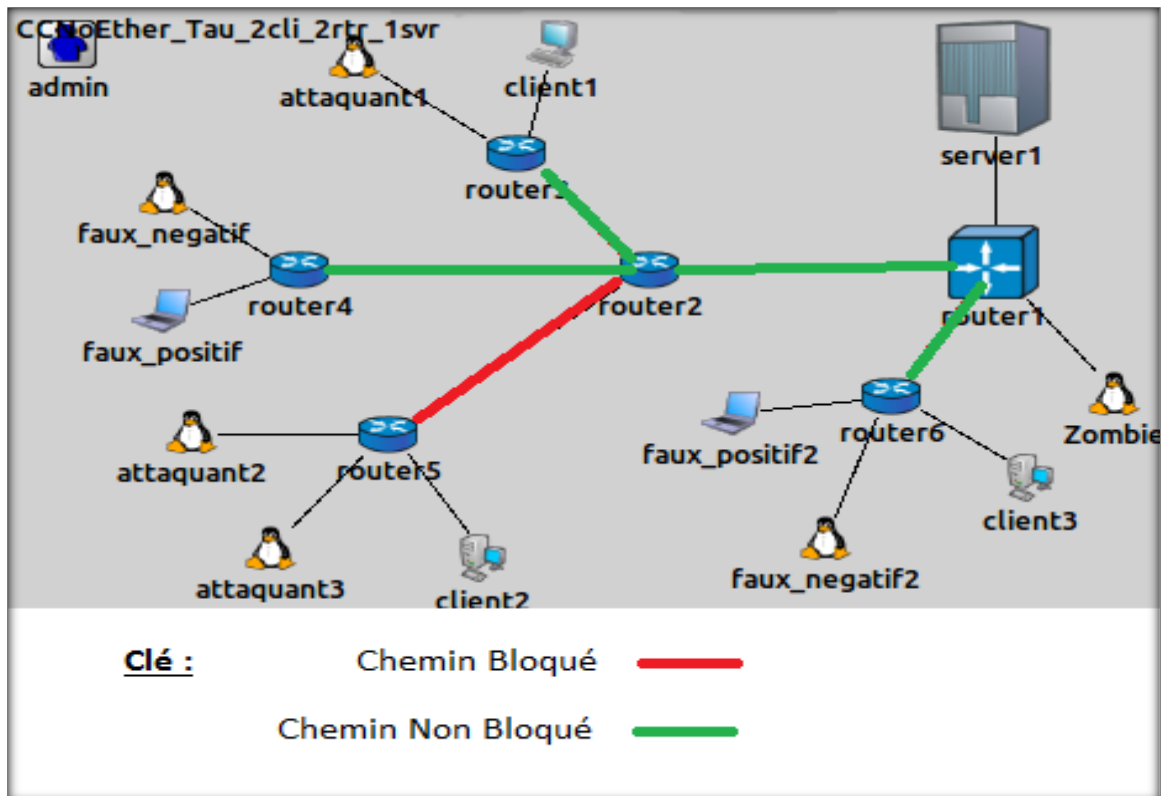 CCNoEther_Tau_2cli_2rtr_1svr
admin
attaquant1
client1
server1
router3
faux_negatif
router4
router2
router1
faux_positif
attaquant2
router5
faux_positif2
router6
Zombie
attaquant3
client2
faux_negatif2
client3
Clé :
Chemin Bloqué
Chemin Non Bloqué